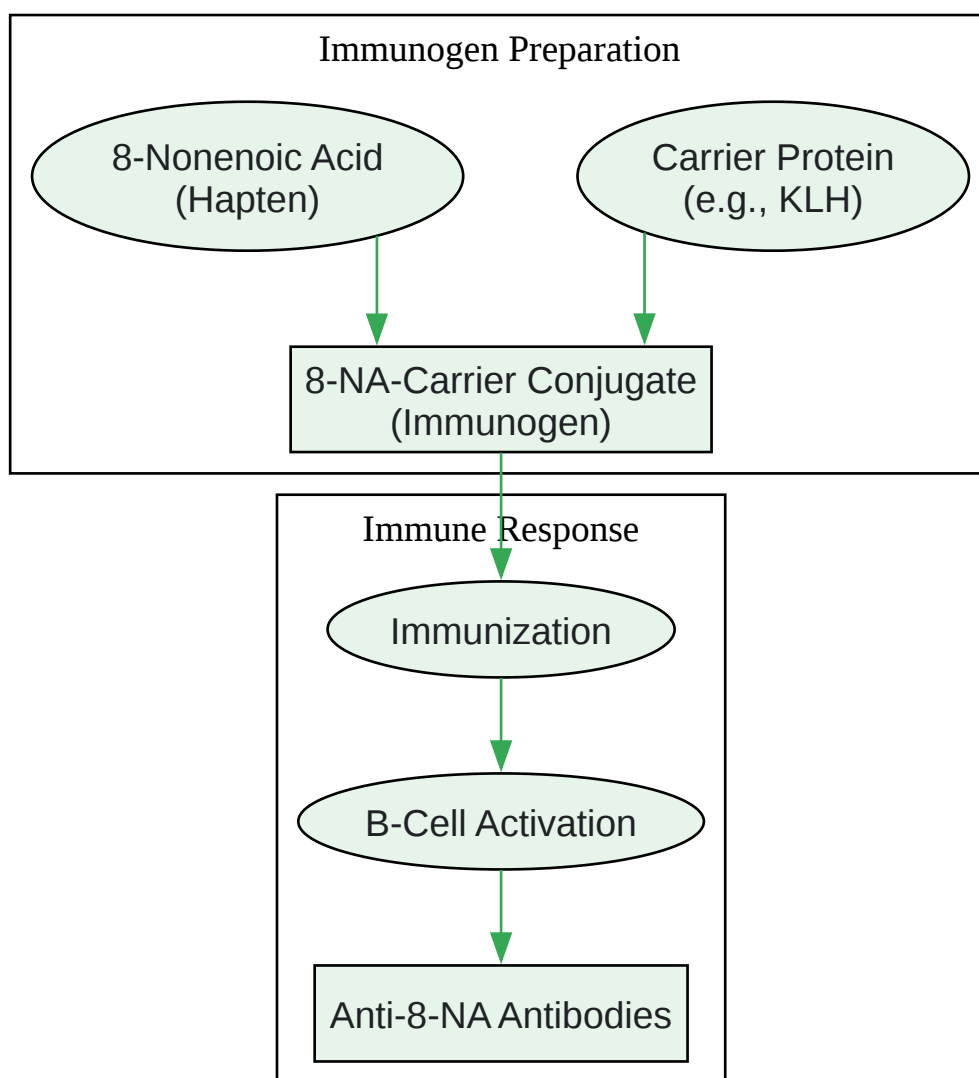 Immunogen Preparation
8-Nonenoic Acid
(Hapten)
Carrier Protein
(e.g., KLH)
8-NA-Carrier Conjugate
(Immunogen)
Immune Response
Immunization
B-Cell Activation
Anti-8-NA Antibodies